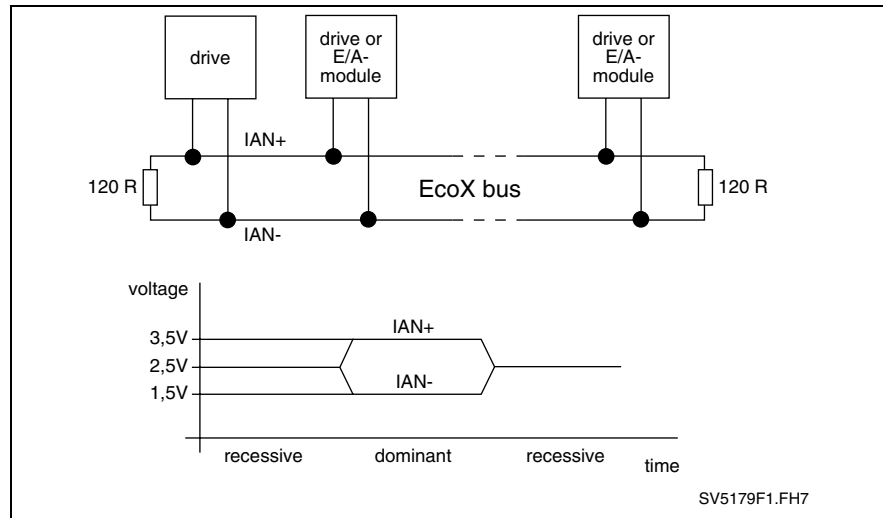 drive
drive or
E/A-
module
drive or
E/A-
module
IAN+
120 R
EcoX bus
120 R
IAN-
voltage
3,5V
IAN+
2,5V
IAN-
1,5V
recessive
dominant
recessive
time
SV5179F1.FH7